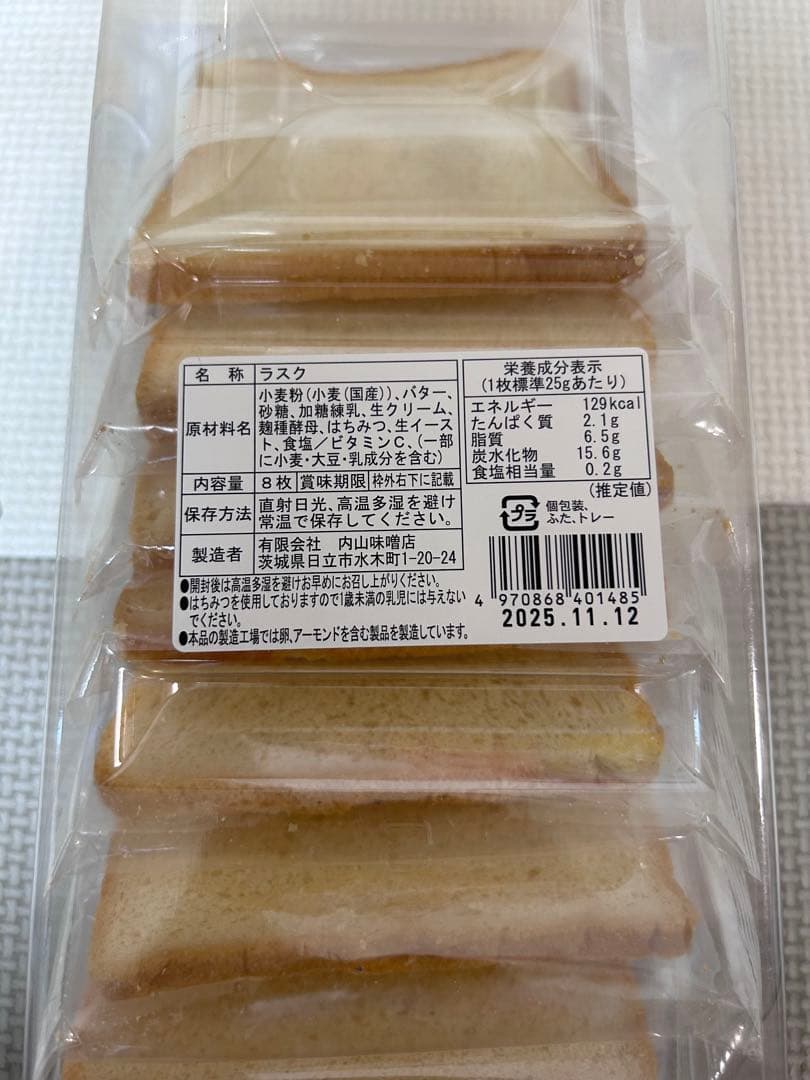 名 称 ラスク
原材料名
小麦粉(小麦(国産))、バター、
砂糖、加糖練乳、生クリーム、
麹種酵母、はちみつ、生イース
ト、食塩／ビタミンC、(一部
に小麦・大豆・乳成分を含む)
内容量 8枚 賞味期限 枠外右下に記載
保存方法
直射日光、高温多湿を避け
常温で保存してください。
製造者
有限会社 内山味噌店
茨城県日立市水木町1-20-24
●開封後は高温多湿を避けお早めにお召し上がりください。
●はちみつを使用しておりますので1歳未満の乳児には与えない
でください。
●本品の製造工場では卵、アーモンドを含む製品を製造しています。
栄養成分表示
(1枚標準25gあたり)
エネルギー 129kcal
たんぱく質 2.1g
脂質 6.5g
炭水化物 15.6g
食塩相当量 0.2g
(推定値)
プラ
個包装、
ふた、トレー
4 970868 401485
2025.11.12